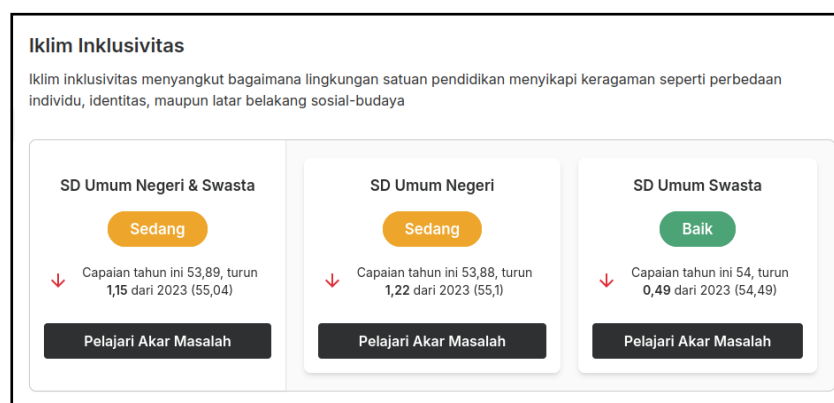 Iklim Inklusivitas
Iklim inklusivitas menyangkut bagaimana lingkungan satuan pendidikan menyikapi keragaman seperti perbedaan
individu, identitas, maupun latar belakang sosial-budaya
SD Umum Negeri & Swasta
Sedang
Capaian tahun ini 53,89, turun
1,15 dari 2023 (55,04)
Pelajari Akar Masalah
SD Umum Negeri
Sedang
Capaian tahun ini 53,88, turun
1,22 dari 2023 (55,1)
Pelajari Akar Masalah
SD Umum Swasta
Baik
Capaian tahun ini 54, turun
0,49 dari 2023 (54,49)
Pelajari Akar Masalah